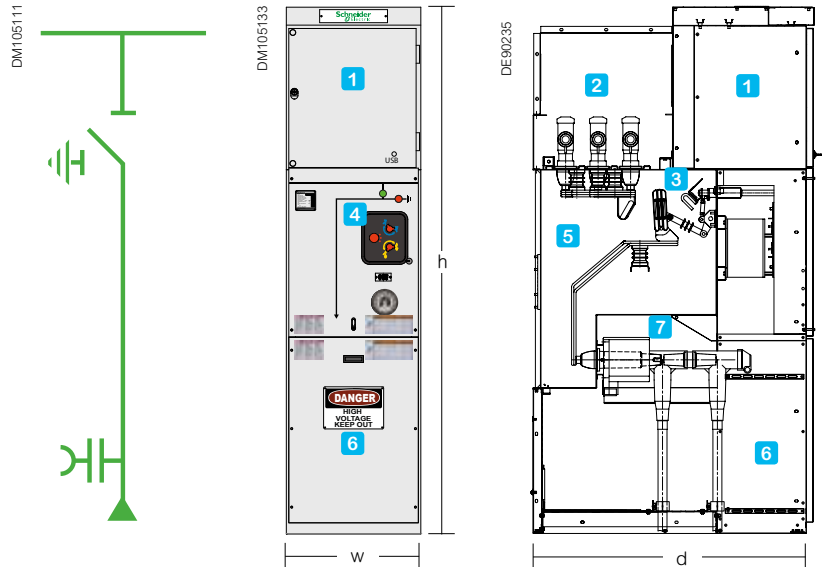 DM105111
DM105133
Schneider
Electric
1
USB
4
h
DANGER
HIGH
VOLTAGE
KEEP OUT
6
w
DE90235
2
1
3
5
7
6
d